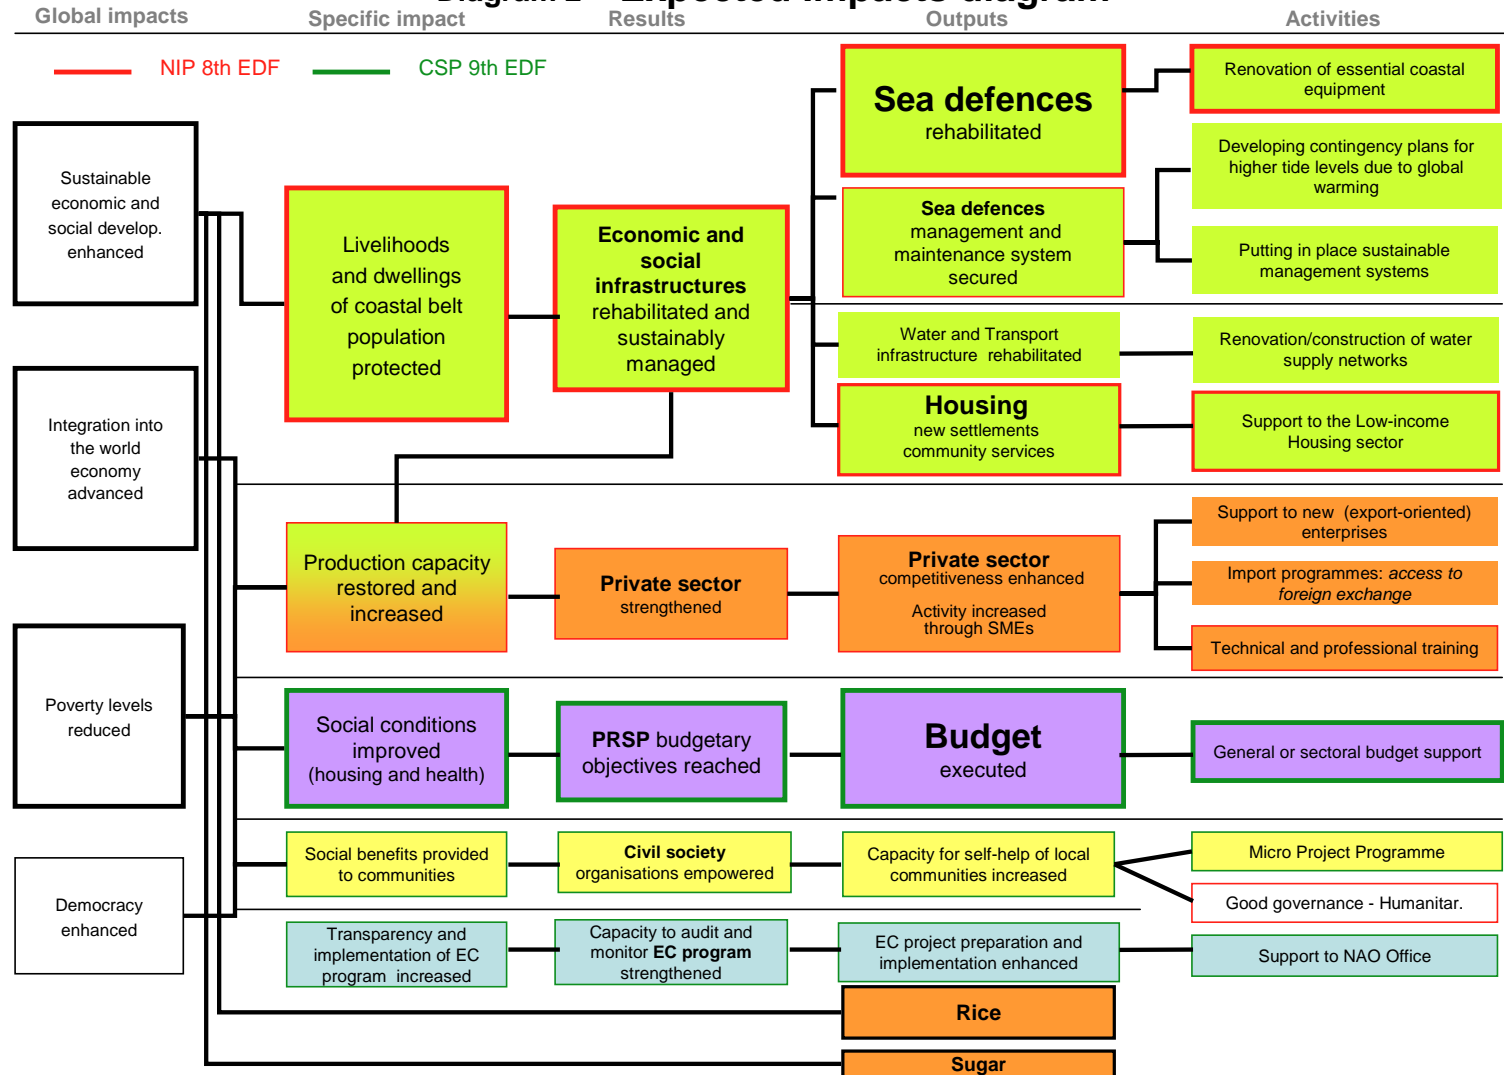 Diagram 2 – Expected impacts diagram
Global impacts
Specific impact
Results
Outputs
Activities
NIP 8th EDF
CSP 9th EDF
Sustainable
economic and
social develop.
enhanced
Integration into
the world
economy
advanced
Poverty levels
reduced
Democracy
enhanced
Livelihoods
and dwellings
of coastal belt
population
protected
Economic and
social
infrastructures
rehabilitated and
sustainably
managed
Sea defences
rehabilitated
Renovation of essential coastal
equipment
Sea defences
management and
maintenance system
secured
Developing contingency plans for
higher tide levels due to global
warming
Putting in place sustainable
management systems
Water and Transport
infrastructure rehabilitated
Renovation/construction of water
supply networks
Housing
new settlements
community services
Support to the Low-income
Housing sector
Production capacity
restored and
increased
Private sector
strengthened
Private sector
competitiveness enhanced
Activity increased
through SMEs
Support to new (export-oriented)
enterprises
Import programmes: access to
foreign exchange
Technical and professional training
Social conditions
improved
(housing and health)
PRSP budgetary
objectives reached
Budget
executed
General or sectoral budget support
Social benefits provided
to communities
Civil society
organisations empowered
Capacity for self-help of local
communities increased
Micro Project Programme
Good governance - Humanitar.
Transparency and
implementation of EC
program increased
Capacity to audit and
monitor EC program
strengthened
EC project preparation and
implementation enhanced
Support to NAO Office
Rice
Sugar